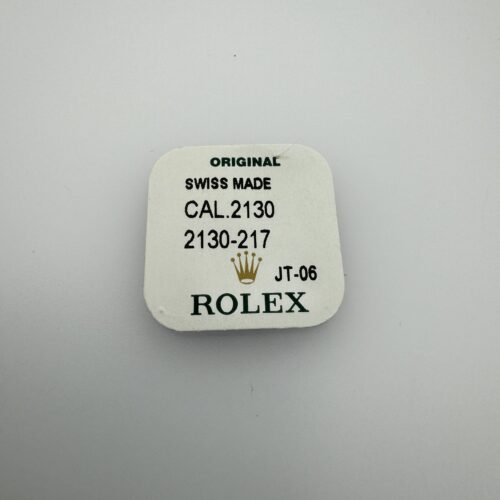 ORIGINAL
SWISS MADE
CAL.2130
2130-217
JT-06
ROLEX